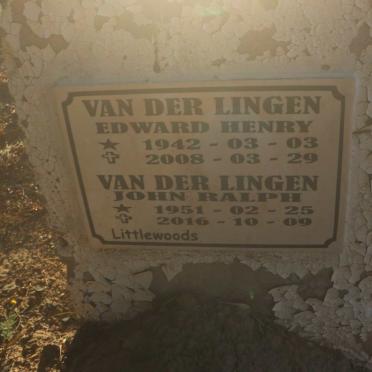 VAN DER LINGEN
EDWARD HENRY
1942 - 03 - 03
2008 - 03 - 29
VAN DER LINGEN
JOHN RALPH
1951 - 02 - 25
2016 - 10 - 09
Littlewoods